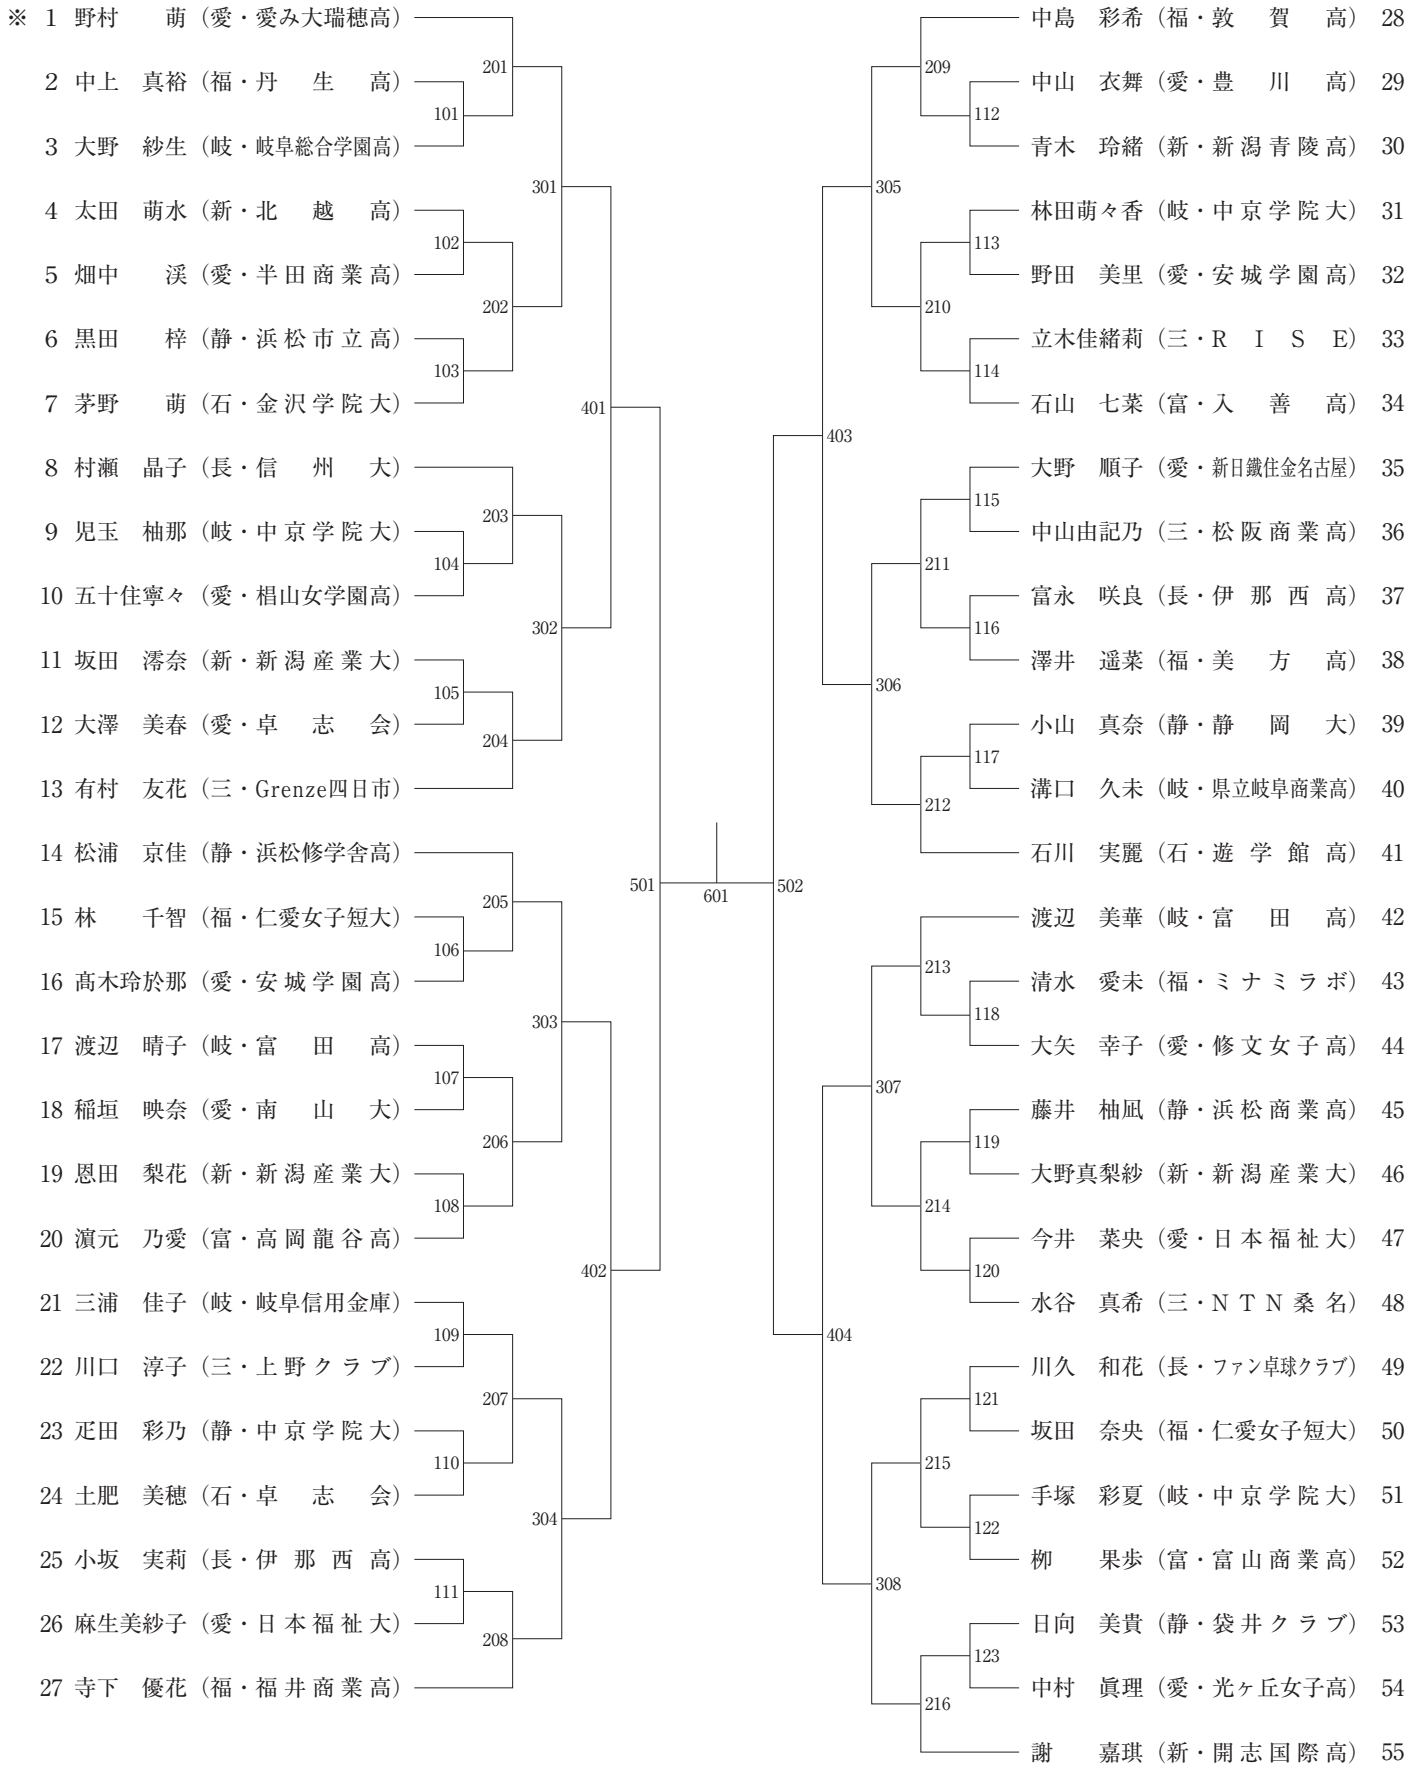 ※ 1 野村　　萌（愛・愛み大瑞穂高）
2 中上　真裕（福・丹　生　高）
3 大野　紗生（岐・岐阜総合学園高）
4 太田　萌水（新・北　越　高）
5 畑中　　渓（愛・半田商業高）
6 黒田　　梓（静・浜松市立高）
7 茅野　　萌（石・金沢学院大）
8 村瀬　晶子（長・信　州　大）
9 児玉　柚那（岐・中京学院大）
10 五十住寧々（愛・椙山女学園高）
11 坂田　澪奈（新・新潟産業大）
12 大澤　美春（愛・卓　志　会）
13 有村　友花（三・Grenze四日市）
14 松浦　京佳（静・浜松修学舎高）
15 林　　千智（福・仁愛女子短大）
16 髙木玲於那（愛・安城学園高）
17 渡辺　晴子（岐・富　田　高）
18 稲垣　映奈（愛・南　山　大）
19 恩田　梨花（新・新潟産業大）
20 濵元　乃愛（富・高岡龍谷高）
21 三浦　佳子（岐・岐阜信用金庫）
22 川口　淳子（三・上野クラブ）
23 疋田　彩乃（静・中京学院大）
24 土肥　美穂（石・卓　志　会）
25 小坂　実莉（長・伊那西高）
26 麻生美紗子（愛・日本福祉大）
27 寺下　優花（福・福井商業高）
101
102
103
104
105
106
107
108
109
110
111
201
202
203
204
205
206
207
208
301
302
303
304
401
402
501
601
502
403
404
305
306
307
308
209
210
211
212
213
214
215
216
112
113
114
115
116
117
118
119
120
121
122
123
中島　彩希（福・敦　賀　高） 28
中山　衣舞（愛・豊　川　高） 29
青木　玲緒（新・新潟青陵高） 30
林田萌々香（岐・中京学院大） 31
野田　美里（愛・安城学園高） 32
立木佳緒莉（三・R　I　S　E） 33
石山　七菜（富・入　善　高） 34
大野　順子（愛・新日鐵住金名古屋） 35
中山由記乃（三・松阪商業高） 36
富永　咲良（長・伊那西高） 37
澤井　遥菜（福・美　方　高） 38
小山　真奈（静・静　岡　大） 39
溝口　久未（岐・県立岐阜商業高） 40
石川　実麗（石・遊学館高） 41
渡辺　美華（岐・富　田　高） 42
清水　愛未（福・ミナミラボ） 43
大矢　幸子（愛・修文女子高） 44
藤井　柚凪（静・浜松商業高） 45
大野真梨紗（新・新潟産業大） 46
今井　菜央（愛・日本福祉大） 47
水谷　真希（三・NTN桑名） 48
川久　和花（長・ファン卓球クラブ） 49
坂田　奈央（福・仁愛女子短大） 50
手塚　彩夏（岐・中京学院大） 51
栁　　果歩（富・富山商業高） 52
日向　美貴（静・袋井クラブ） 53
中村　眞理（愛・光ヶ丘女子高） 54
謝　　嘉琪（新・開志国際高） 55